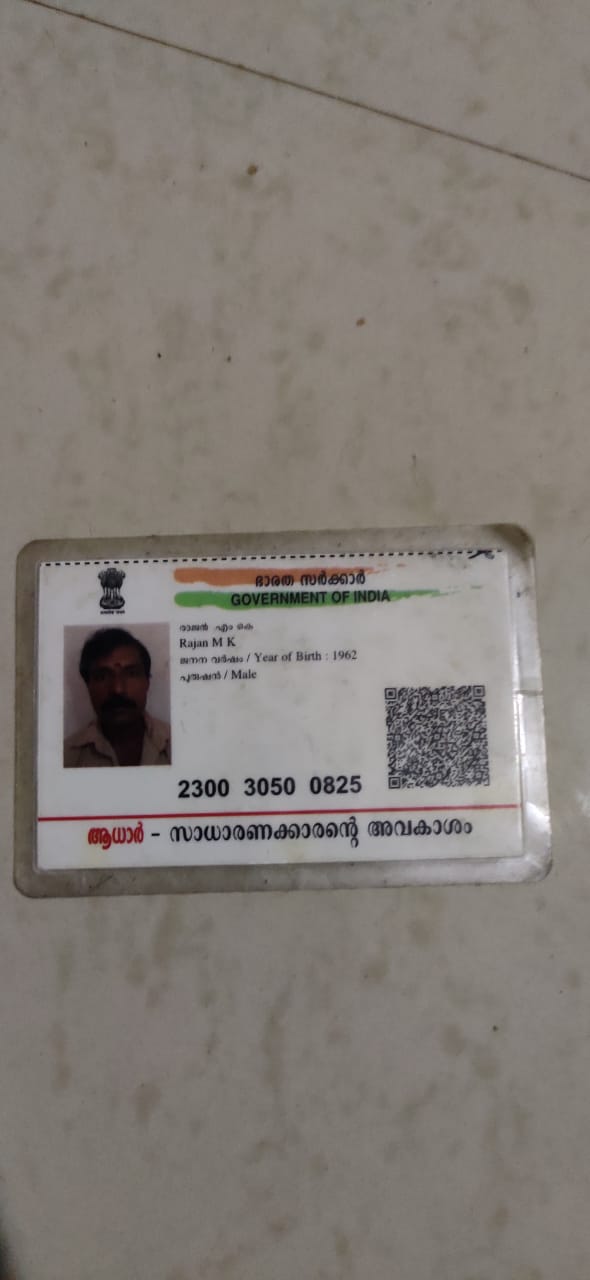 ഭാരത സർക്കാർ
GOVERNMENT OF INDIA
രാജൻ എം കെ
Rajan M K
ജനന വർഷം / Year of Birth : 1962
പുരുഷൻ / Male
2300 3050 0825
ആധാർ - സാധാരണക്കാരന്റെ അവകാശം